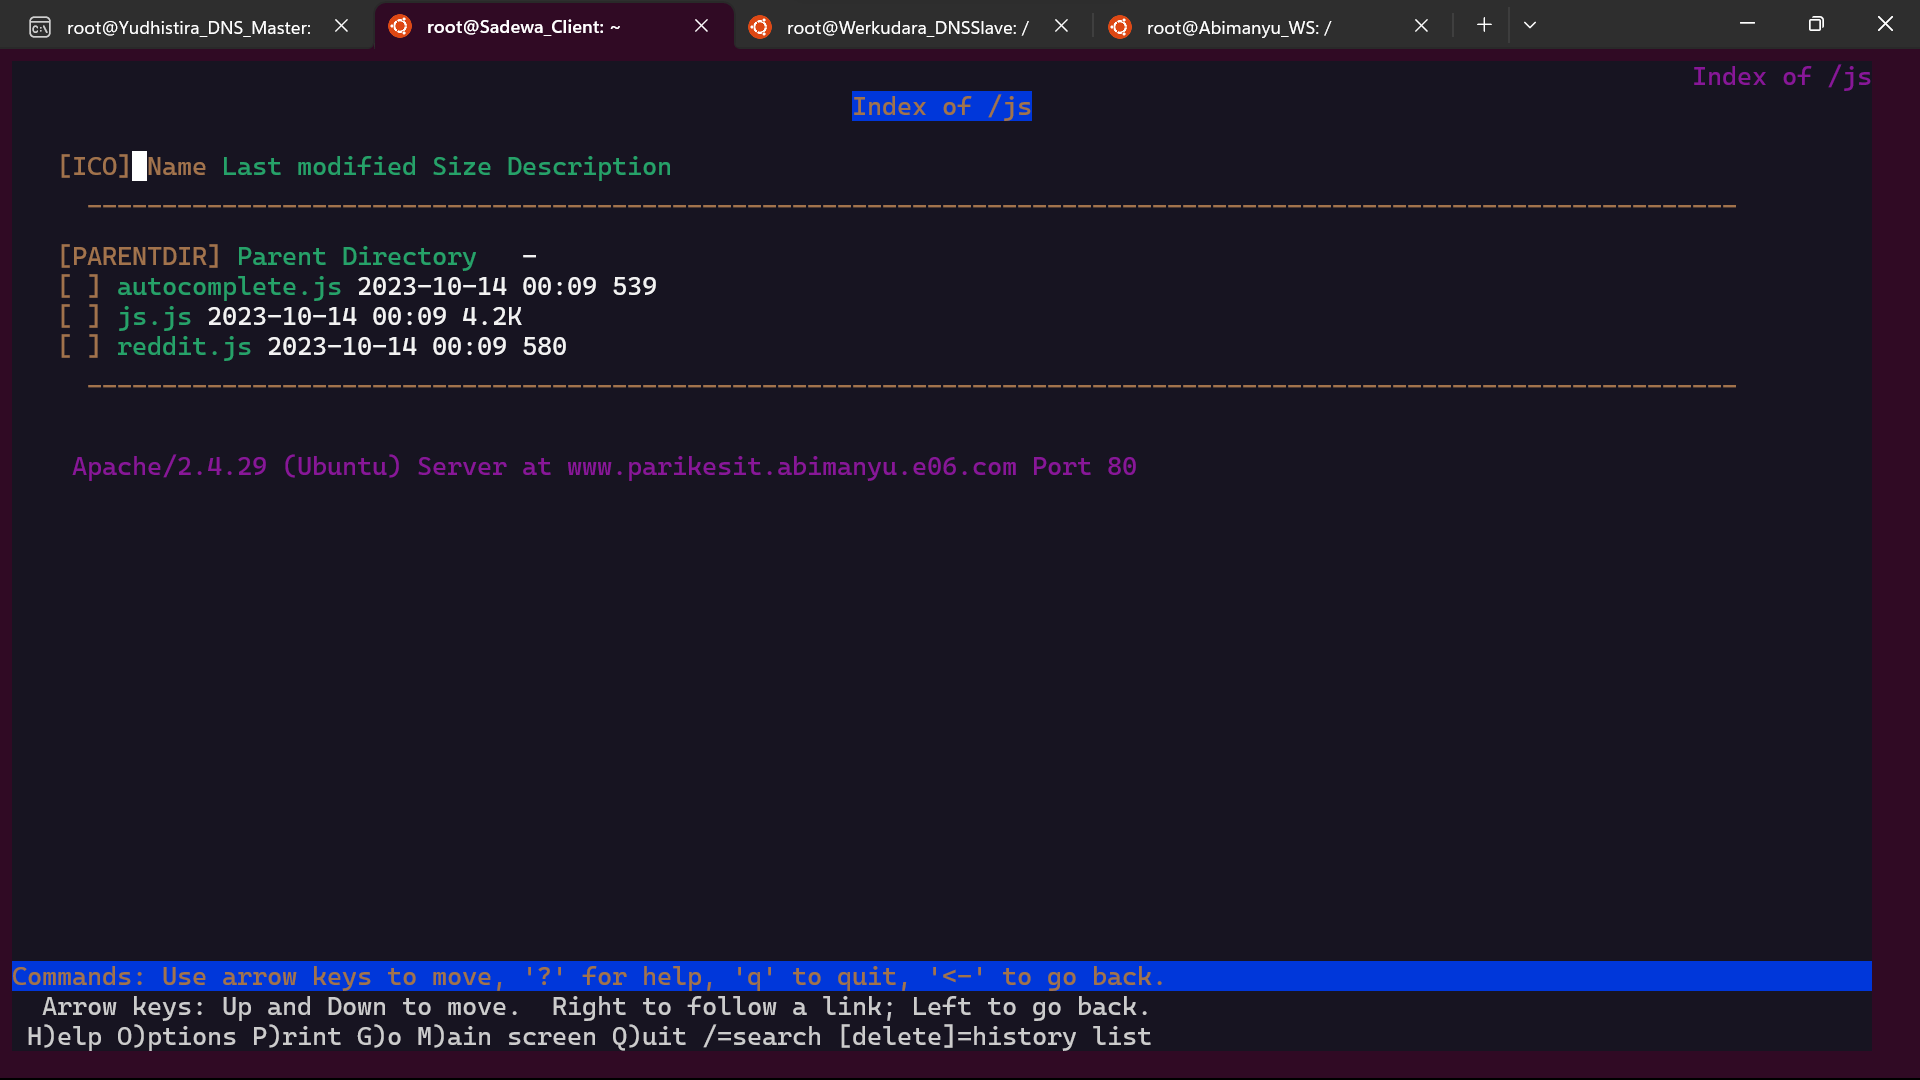 root@Yudhistira_DNS_Master: root@Sadewa_Client: ~ root@Werkudara_DNSSlave: / root@Abimanyu_WS: /
Index of /js
Index of /js
[ICO] Name Last modified Size Description
[PARENTDIR] Parent Directory -
[ ] autocomplete.js 2023-10-14 00:09 539
[ ] js.js 2023-10-14 00:09 4.2K
[ ] reddit.js 2023-10-14 00:09 580
Apache/2.4.29 (Ubuntu) Server at www.parikesit.abimanyu.e06.com Port 80
Commands: Use arrow keys to move, '?' for help, 'q' to quit, '<-' to go back.
Arrow keys: Up and Down to move. Right to follow a link; Left to go back.
H)elp O)ptions P)rint G)o M)ain screen Q)uit /=search [delete]=history list